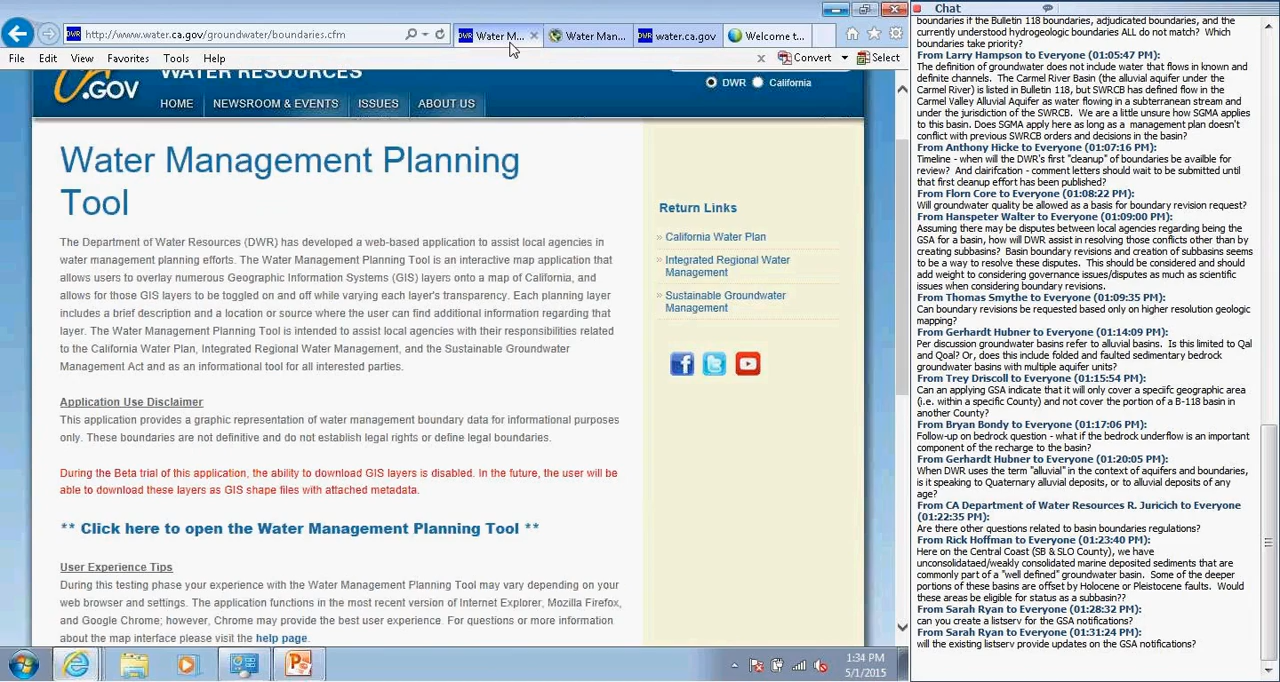 http://www.water.ca.gov/groundwater/boundaries.cfm
DWR
Water M...
Water Man...
DWR
water.ca.gov
Welcome t...
File Edit View Favorites Tools Help
Convert
Select
WATER RESOURCES
.GOV
DWR California
HOME NEWSROOM & EVENTS ISSUES ABOUT US
Water Management Planning
Tool
The Department of Water Resources (DWR) has developed a web-based application to assist local agencies in
water management planning efforts. The Water Management Planning Tool is an interactive map application that
allows users to overlay numerous Geographic Information Systems (GIS) layers onto a map of California, and
allows for those GIS layers to be toggled on and off while varying each layer's transparency. Each planning layer
includes a brief description and a location or source where the user can find additional information regarding that
layer. The Water Management Planning Tool is intended to assist local agencies with their responsibilities related
to the California Water Plan, Integrated Regional Water Management, and the Sustainable Groundwater
Management Act and as an informational tool for all interested parties.
Application Use Disclaimer
This application provides a graphic representation of water management boundary data for informational purposes
only. These boundaries are not definitive and do not establish legal rights or define legal boundaries.
During the Beta trial of this application, the ability to download GIS layers is disabled. In the future, the user will be
able to download these layers as GIS shape files with attached metadata.
** Click here to open the Water Management Planning Tool **
User Experience Tips
During this testing phase your experience with the Water Management Planning Tool may vary depending on your
web browser and settings. The application functions in the most recent version of Internet Explorer, Mozilla Firefox,
and Google Chrome; however, Chrome may provide the best user experience. For questions or more information
about the map interface please visit the help page.
Return Links
» California Water Plan
» Integrated Regional Water
Management
» Sustainable Groundwater
Management
1:34 PM
5/1/2015
Chat
boundaries if the Bulletin 118 boundaries, adjudicated boundaries, and the
currently understood hydrogeologic boundaries ALL do not match? Which
boundaries take priority?
From Larry Hampson to Everyone (01:05:47 PM):
The definition of groundwater does not include water that flows in known and
definite channels. The Carmel River Basin (the alluvial aquifer under the
Carmel River) is listed in Bulletin 118, but SWRCB has defined flow in the
Carmel Valley Alluvial Aquifer as water flowing in a subterranean stream and
under the jurisdiction of the SWRCB. We are a little unsure how SGMA applies
to this basin. Does SGMA apply here as long as a management plan doesn't
conflict with previous SWRCB orders and decisions in the basin?
From Anthony Hicke to Everyone (01:07:16 PM):
Timeline - when will the DWR's first "cleanup" of boundaries be availble for
review? And clairifcation - comment letters should wait to be submitted until
that first cleanup effort has been published?
From Florn Core to Everyone (01:08:22 PM):
Will groundwater quality be allowed as a basis for boundary revision request?
From Hanspeter Walter to Everyone (01:09:00 PM):
Assuming there may be disputes between local agencies regarding being the
GSA for a basin, how will DWR assist in resolving those conflicts other than by
creating subbasins? Basin boundary revisions and creation of subbasins seems
to be a way to resolve these disputes. This should be considered and should
add weight to considering governance issues/disputes as much as scientific
issues when considering boundary revisions.
From Thomas Smythe to Everyone (01:09:35 PM):
Can boundary revisions be requested based only on higher resolution geologic
mapping?
From Gerhardt Hubner to Everyone (01:14:09 PM):
Per discussion groundwater basins refer to alluvial basins. Is this limited to Qal
and Qoal? Or, does this include folded and faulted sedimentary bedrock
groundwater basins with multiple aquifer units?
From Trey Driscoll to Everyone (01:15:54 PM):
Can an applying GSA indicate that it will only cover a specific geographic area
(i.e. within a specific County) and not cover the portion of a B-118 basin in
another County?
From Bryan Bondy to Everyone (01:17:06 PM):
Follow-up on bedrock question - what if the bedrock underflow is an important
component of the recharge to the basin?
From Gerhardt Hubner to Everyone (01:20:05 PM):
When DWR uses the term "alluvial" in the context of aquifers and boundaries,
is it speaking to Quaternary alluvial deposits, or to alluvial deposits of any
age?
From CA Department of Water Resources R. Juricich to Everyone
(01:22:35 PM):
Are there other questions related to basin boundaries regulations?
From Rick Hoffman to Everyone (01:23:40 PM):
Here on the Central Coast (SB & SLO County), we have
unconsolidataed/weakly consolidated marine deposited sediments that are
commonly part of a "well defined" groundwater basin. Some of the deeper
portions of these basins are offset by Holocene or Pleistocene faults. Would
these areas be eligible for status as a subbasin??
From Sarah Ryan to Everyone (01:28:32 PM):
can you create a listserv for the GSA notifications?
From Sarah Ryan to Everyone (01:31:24 PM):
will the existing listserv provide updates on the GSA notifications?